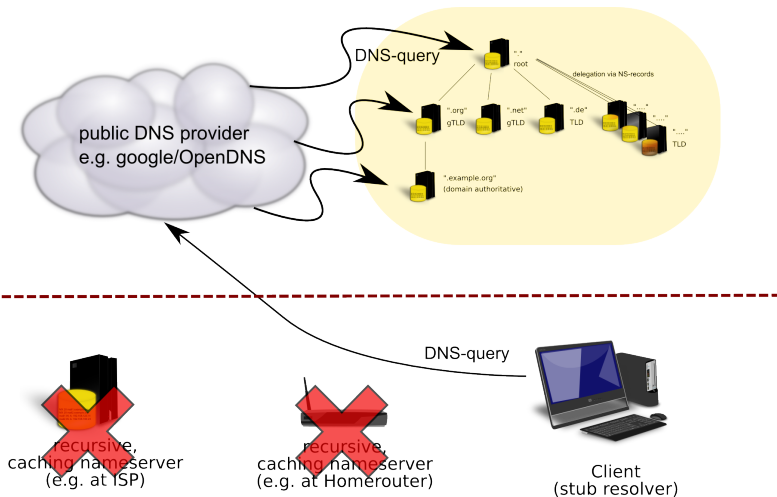 DNS-query
"."
root
delegation via NS-records
public DNS provider
e.g. google/OpenDNS
".org"
gTLD
".net"
gTLD
".de"
TLD
"...."
"...."
"...."
TLD
".example.org"
(domain authoritative)
DNS-query
recursive,
caching nameserver
(e.g. at ISP)
recursive,
caching nameserver
(e.g. at Homerouter)
Client
(stub resolver)